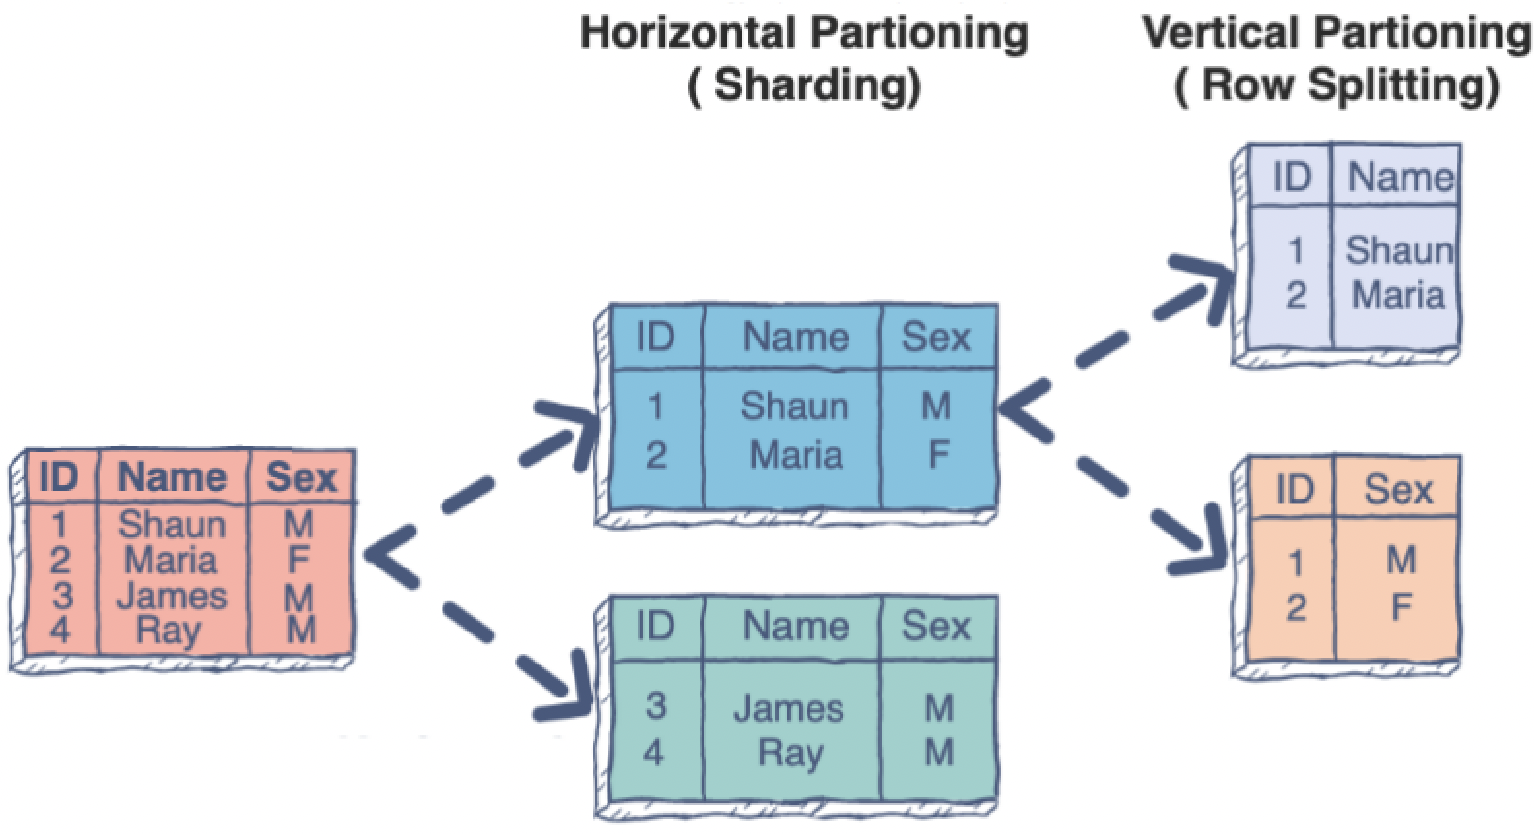 Horizontal Partioning
( Sharding)
Vertical Partioning
( Row Splitting)
ID Name Sex
1 Shaun M
2 Maria F
3 James M
4 Ray M
ID Name Sex
1 Shaun M
2 Maria F
ID Name Sex
3 James M
4 Ray M
ID Name
1 Shaun
2 Maria
ID Sex
1 M
2 F